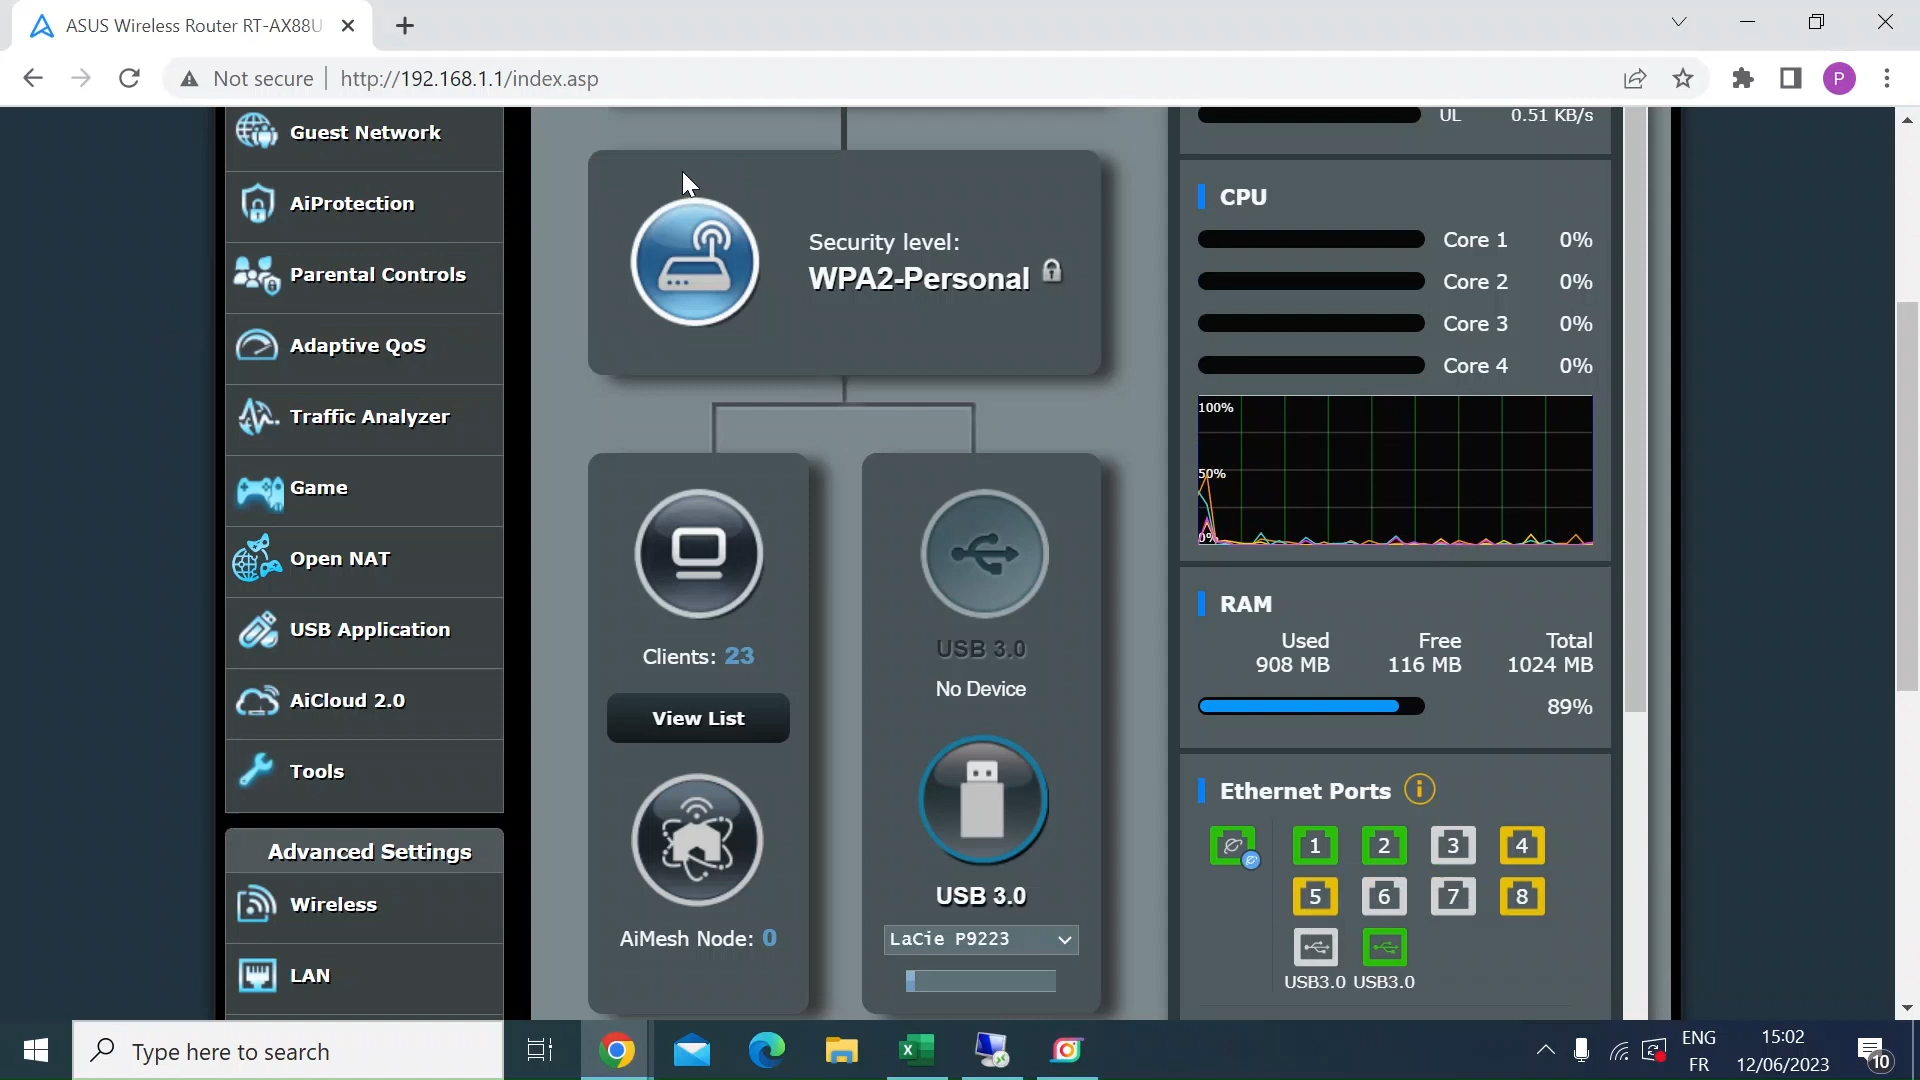 ASUS Wireless Router RT-AX88U
Not secure
http://192.168.1.1/index.asp
P
Guest Network
AiProtection
Parental Controls
Adaptive QoS
Traffic Analyzer
Game
Open NAT
USB Application
AiCloud 2.0
Tools
Advanced Settings
Wireless
LAN
Security level:
WPA2-Personal
Clients: 23
View List
AiMesh Node: 0
USB 3.0
No Device
USB 3.0
LaCie P9223
UL 0.51 KB/s
CPU
Core 1 0%
Core 2 0%
Core 3 0%
Core 4 0%
100%
50%
0%
RAM
Used Free Total
908 MB 116 MB 1024 MB
89%
Ethernet Ports
1 2 3 4
5 6 7 8
USB3.0 USB3.0
Type here to search
ENG
FR
15:02
12/06/2023
10